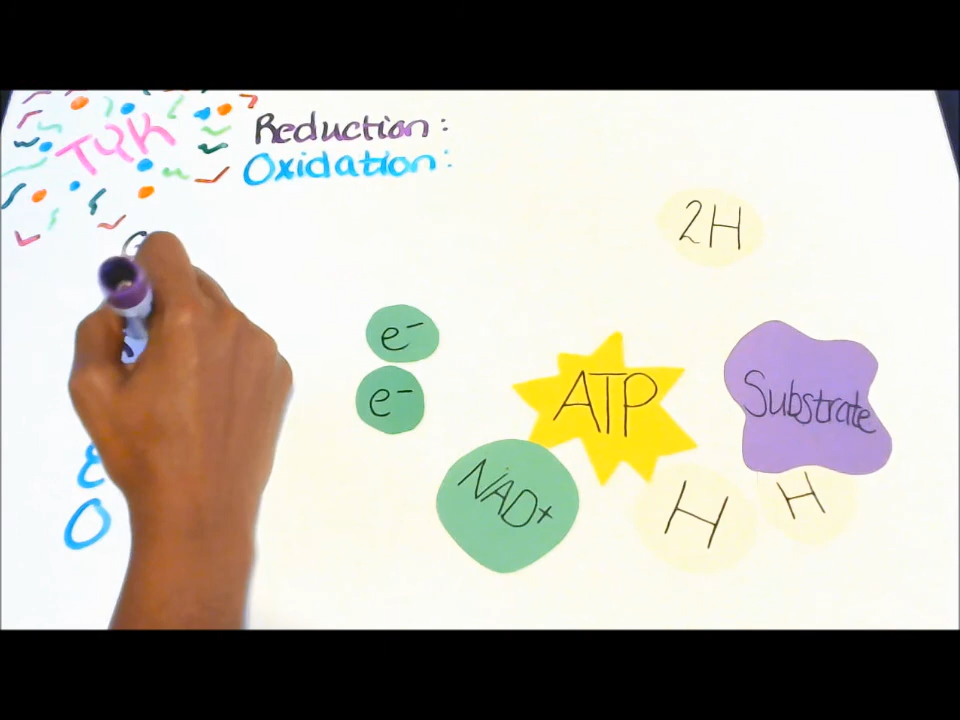 TYK
Reduction:
Oxidation:
2H
e⁻
e⁻
ATP
Substrate
NAD+
H
H
O